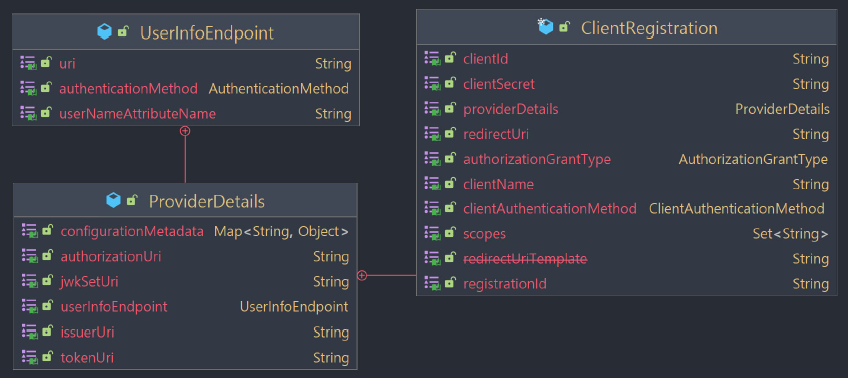 UserInfoEndpoint
uri String
authenticationMethod AuthenticationMethod
userNameAttributeName String
ProviderDetails
configurationMetadata Map<String, Object>
authorizationUri String
jwkSetUri String
userInfoEndpoint UserInfoEndpoint
issuerUri String
tokenUri String
ClientRegistration
clientId String
clientSecret String
providerDetails ProviderDetails
redirectUri String
authorizationGrantType AuthorizationGrantType
clientName String
clientAuthenticationMethod ClientAuthenticationMethod
scopes Set<String>
redirectUriTemplate String
registrationId String